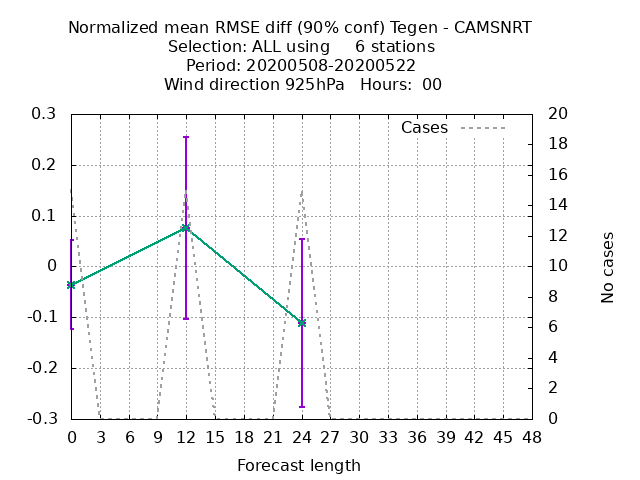 Normalized mean RMSE diff (90% conf) Tegen - CAMSNRT
Selection: ALL using     6 stations
Period: 20200508-20200522
Wind direction 925hPa   Hours:  00
Cases
0.3
0.2
0.1
0
-0.1
-0.2
-0.3
20
18
16
14
12
10
8
6
4
2
0
No cases
0 3 6 9 12 15 18 21 24 27 30 33 36 39 42 45 48
Forecast length